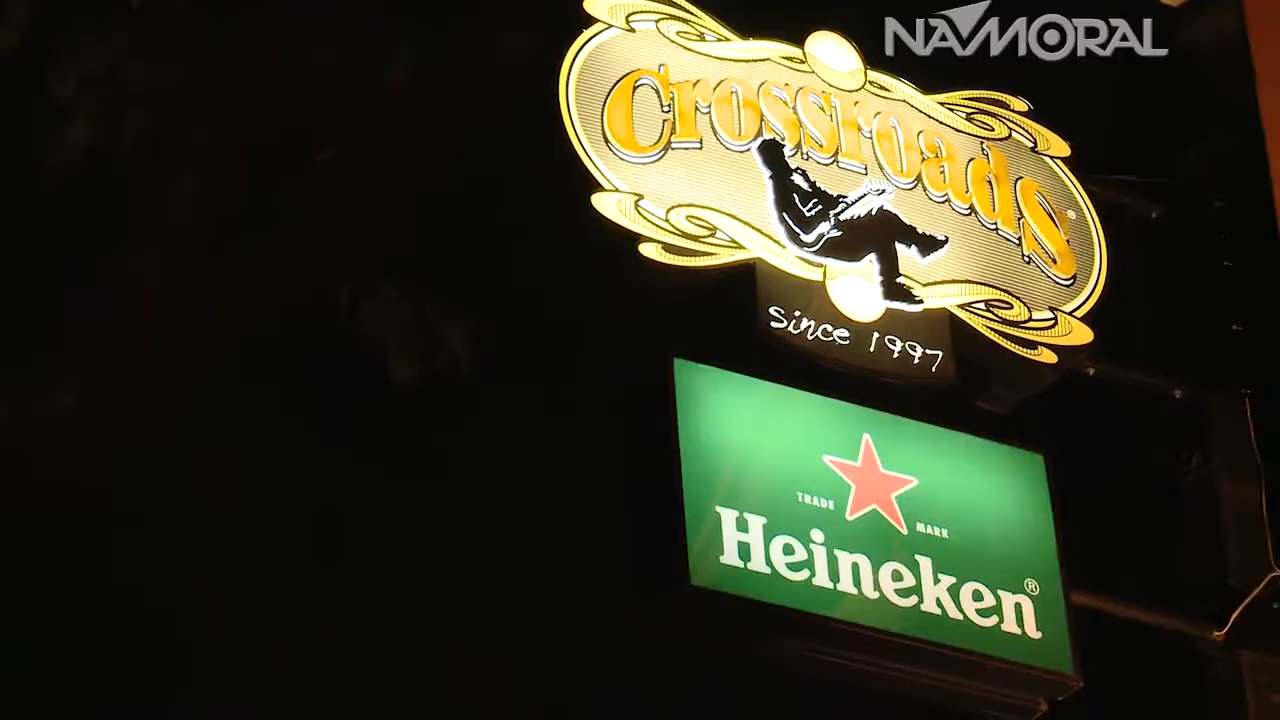 NAMORAL
Crossroads
®
since 1997
TRADE MARK
Heineken®